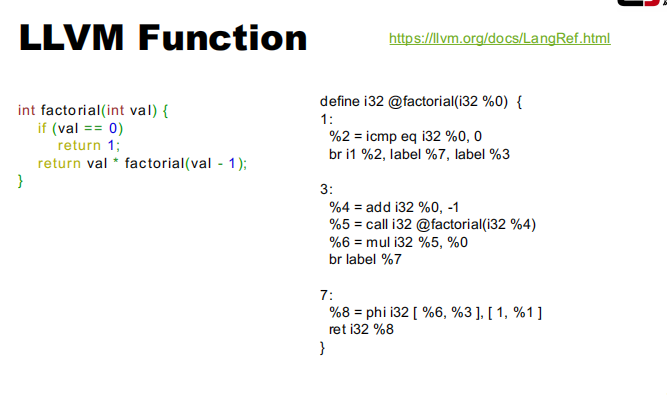 LLVM Function
https://llvm.org/docs/LangRef.html
int factorial(int val) {
if (val == 0)
return 1;
return val * factorial(val - 1);
}
define i32 @factorial(i32 %0)  {
1:
%2 = icmp eq i32 %0, 0
br i1 %2, label %7, label %3
3:
%4 = add i32 %0, -1
%5 = call i32 @factorial(i32 %4)
%6 = mul i32 %5, %0
br label %7
7:
%8 = phi i32 [ %6, %3 ], [ 1, %1 ]
ret i32 %8
}